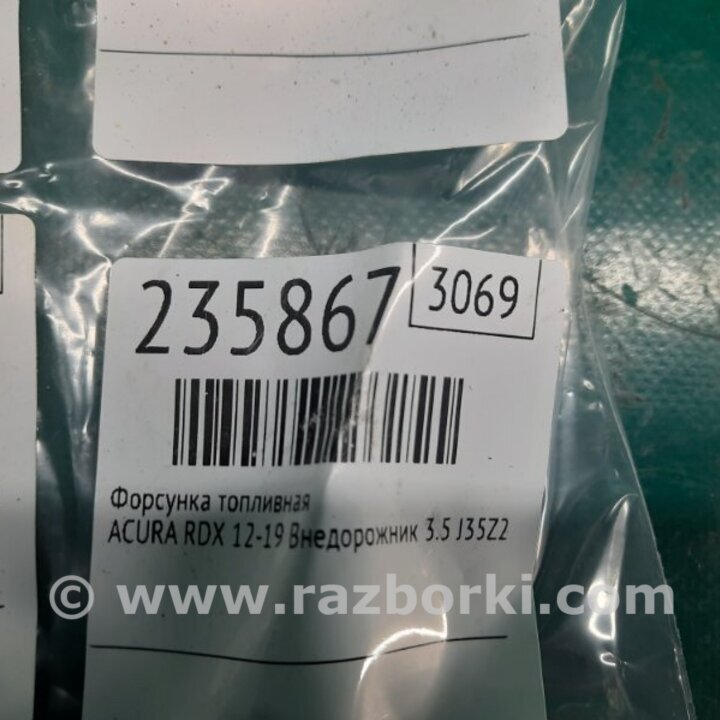 235867 3069
Форсунка топливная
ACURA RDX 12-19 Внедорожник 3.5 J35Z2
© www.razborki.com